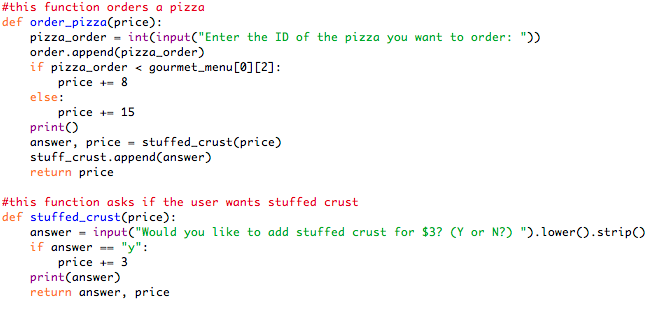 #this function orders a pizza
def order_pizza(price):
    pizza_order = int(input("Enter the ID of the pizza you want to order: "))
    order.append(pizza_order)
    if pizza_order < gourmet_menu[0][2]:
        price += 8
    else:
        price += 15
    print()
    answer, price = stuffed_crust(price)
    stuff_crust.append(answer)
    return price

#this function asks if the user wants stuffed crust
def stuffed_crust(price):
    answer = input("Would you like to add stuffed crust for $3? (Y or N?) ").lower().strip()
    if answer == "y":
        price += 3
    print(answer)
    return answer, price